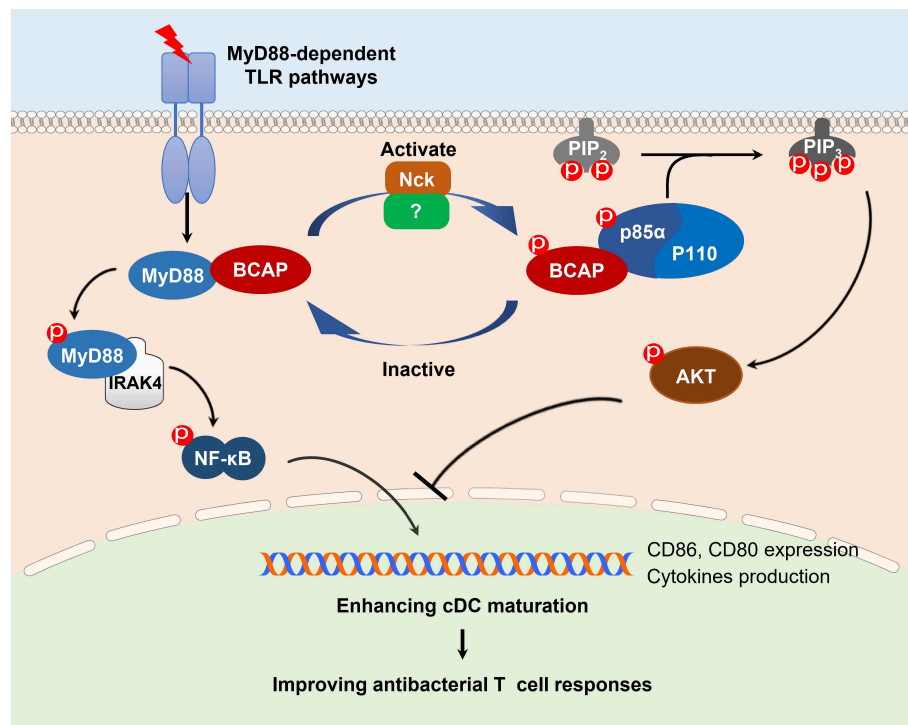 MyD88-dependent
TLR pathways
Activate
Nck
?
PIP2
p p
PIP3
p p p
MyD88
BCAP
p
BCAP
p
p85α
P110
p
MyD88
IRAK4
Inactive
p
AKT
p
NF-κB
CD86, CD80 expression
Cytokines production
Enhancing cDC maturation
Improving antibacterial T cell responses